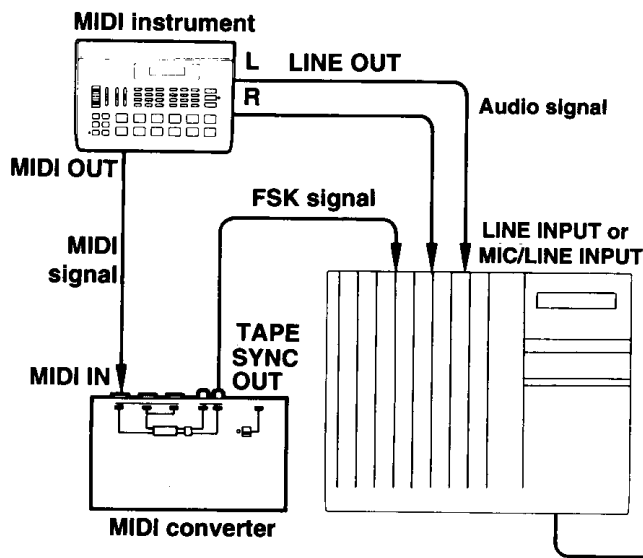 MIDI instrument
L LINE OUT
R
Audio signal
MIDI OUT
FSK signal
MIDI
signal
LINE INPUT or
MIC/LINE INPUT
TAPE
SYNC
OUT
MIDI IN
MIDI converter